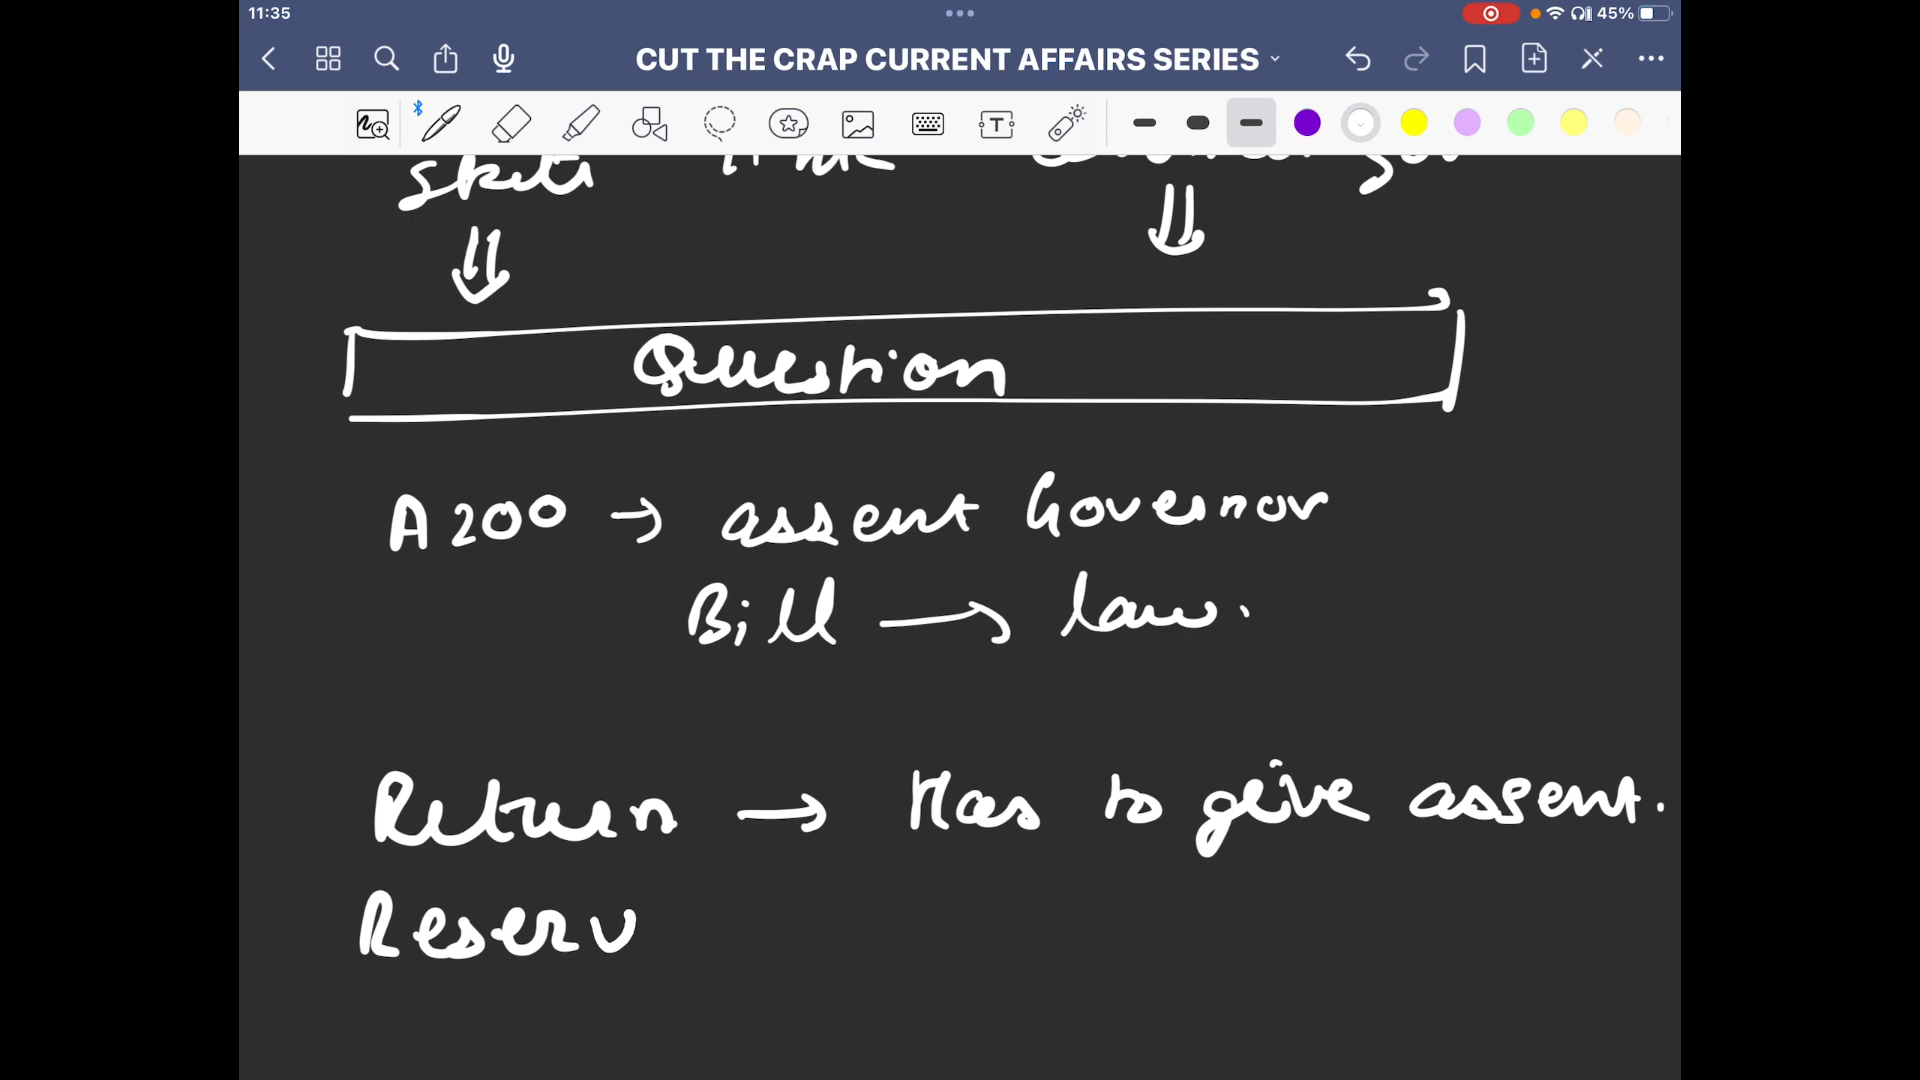 11:35
45%
CUT THE CRAP CURRENT AFFAIRS SERIES
Question
A 200 → assent Governor
Bill → law.
Return → Has to give assent.
Reserv